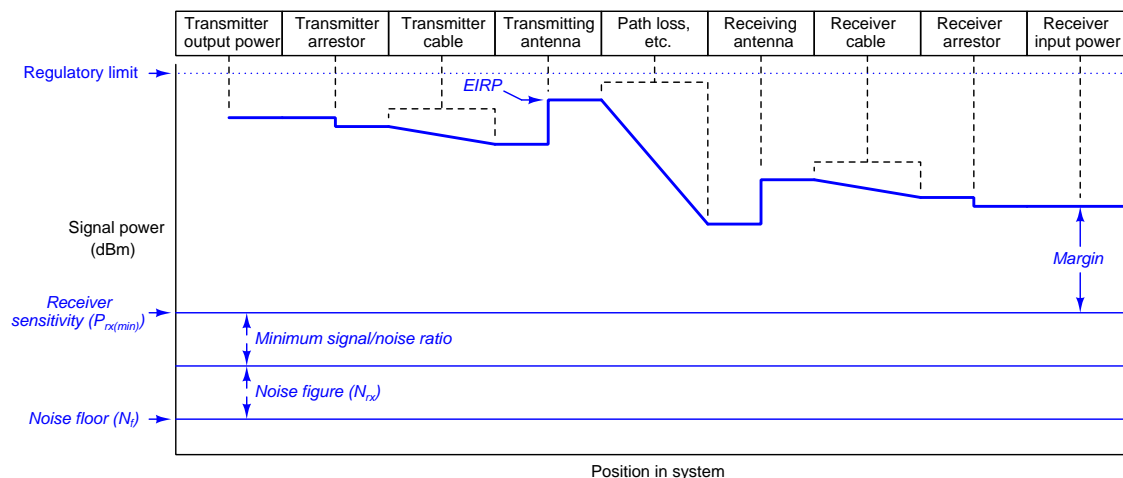 Transmitter output power
Transmitter arrestor
Transmitter cable
Transmitting antenna
Path loss, etc.
Receiving antenna
Receiver cable
Receiver arrestor
Receiver input power
Regulatory limit
EIRP
Signal power
(dBm)
Margin
Receiver
sensitivity (Prx(min))
Minimum signal/noise ratio
Noise figure (Nrx)
Noise floor (Nf)
Position in system